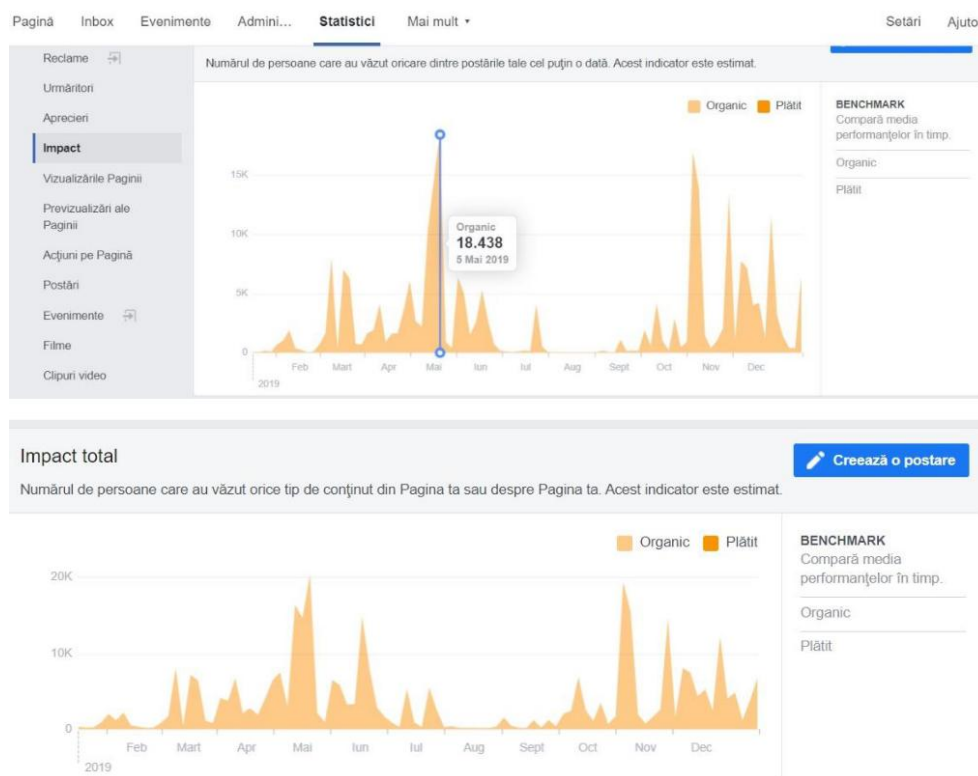 Pagină Inbox Evenimente Admini... Statistici Mai mult Setări Ajuto
Reclame
Următori
Aprecieri
Impact
Vizualizările Paginii
Previzualizări ale
Paginii
Acțiuni pe Pagină
Postări
Evenimente
Filme
Clipuri video
Numărul de persoane care au văzut oricare dintre postările tale cel puțin o dată. Acest indicator este estimat.
Organic Plătit
15K
10K
5K
0
Organic
18.438
5 Mai 2019
Feb Mart Apr Mai Iun Iul Aug Sept Oct Nov Dec
2019
BENCHMARK
Compară media
performanțelor în timp.
Organic
Plătit
Impact total
Creează o postare
Numărul de persoane care au văzut orice tip de conținut din Pagina ta sau despre Pagina ta. Acest indicator este estimat.
Organic Plătit
20K
10K
0
Feb Mart Apr Mai Iun Iul Aug Sept Oct Nov Dec
2019
BENCHMARK
Compară media
performanțelor în timp.
Organic
Plătit